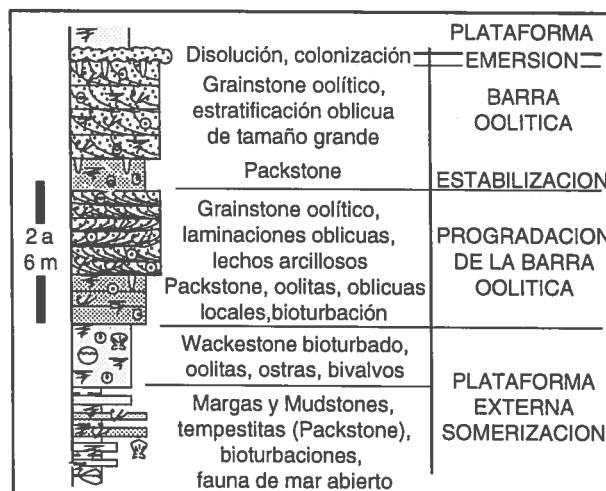 PLATAFORMA
Disolución, colonización
EMERSION
Grainstone oolítico,
estratificación oblicua
de tamaño grande
BARRA
OOLITICA
Packstone
ESTABILIZACION
2 a
6 m
Grainstone oolítico,
laminaciones oblicuas,
lechos arcillosos
Packstone, oolitas, oblicuas
locales,bioturbación
PROGRADACION
DE LA BARRA
OOLITICA
Wackestone bioturbado,
oolitas, ostras, bivalvos
Margas y Mudstones,
tempestitas (Packstone),
bioturbaciones,
fauna de mar abierto
PLATAFORMA
EXTERNA
SOMERIZACION